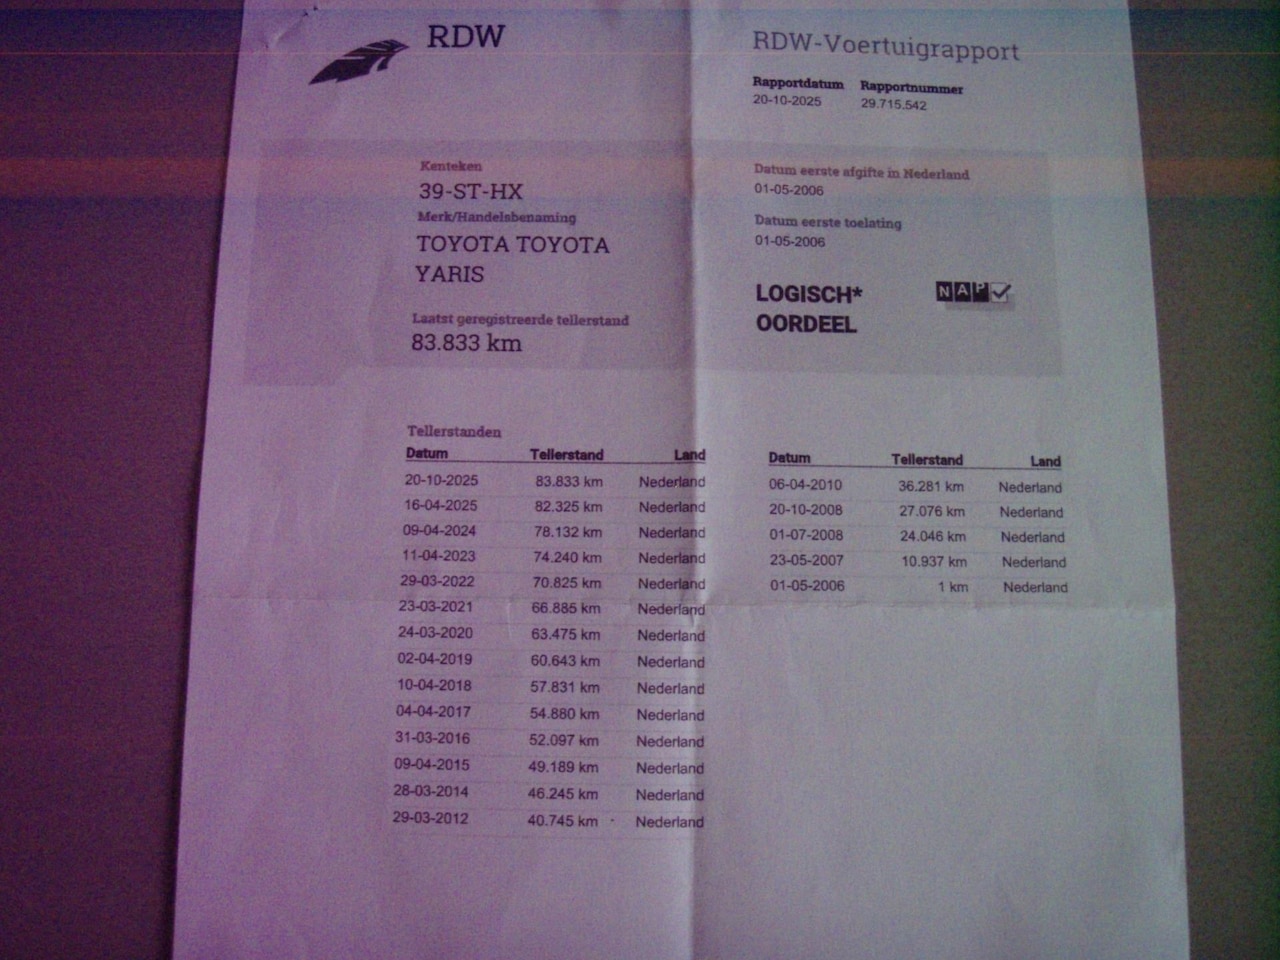 RDW
RDW-Voertuigrapport
Rapportdatum Rapportnummer
20-10-2025 29.715.542
Kenteken
39-ST-HX
Merk/Handelsbenaming
TOYOTA TOYOTA
YARIS
Laatst geregistreerde tellerstand
83.833 km
Datum eerste afgifte in Nederland
01-05-2006
Datum eerste toelating
01-05-2006
LOGISCH*
OORDEEL
NAP
Tellerstanden
Datum Tellerstand Land
20-10-2025 83.833 km Nederland
16-04-2025 82.325 km Nederland
09-04-2024 78.132 km Nederland
11-04-2023 74.240 km Nederland
29-03-2022 70.825 km Nederland
23-03-2021 66.885 km Nederland
24-03-2020 63.475 km Nederland
02-04-2019 60.643 km Nederland
10-04-2018 57.831 km Nederland
04-04-2017 54.880 km Nederland
31-03-2016 52.097 km Nederland
09-04-2015 49.189 km Nederland
28-03-2014 46.245 km Nederland
29-03-2012 40.745 km Nederland
Datum Tellerstand Land
06-04-2010 36.281 km Nederland
20-10-2008 27.076 km Nederland
01-07-2008 24.046 km Nederland
23-05-2007 10.937 km Nederland
01-05-2006 1 km Nederland